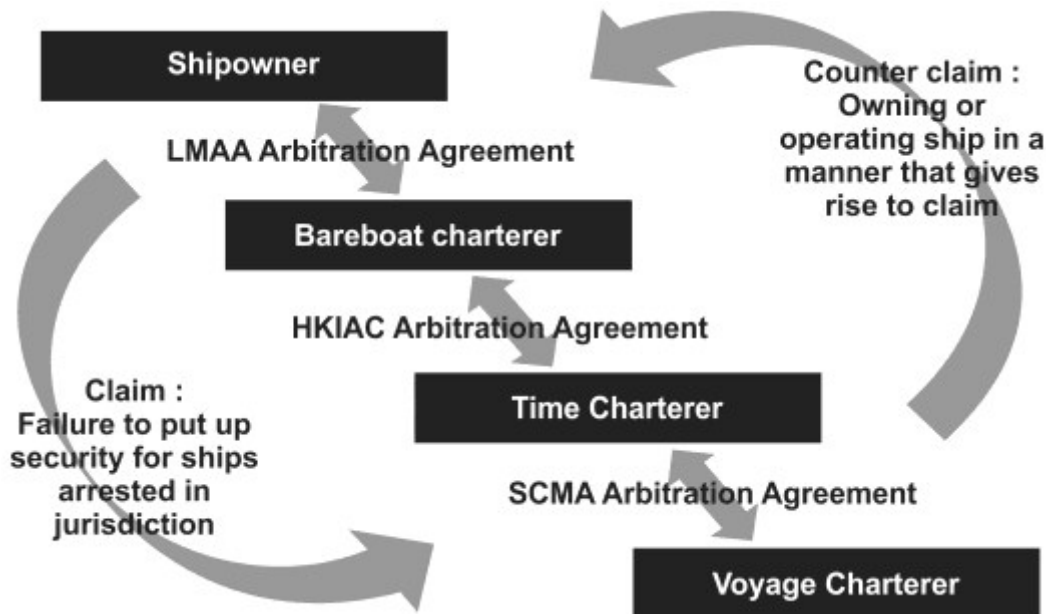 Shipowner
LMAA Arbitration Agreement
Bareboat charterer
HKIAC Arbitration Agreement
Time Charterer
SCMA Arbitration Agreement
Voyage Charterer
Counter claim :
Owning or
operating ship in a
manner that gives
rise to claim
Claim :
Failure to put up
security for ships
arrested in
jurisdiction